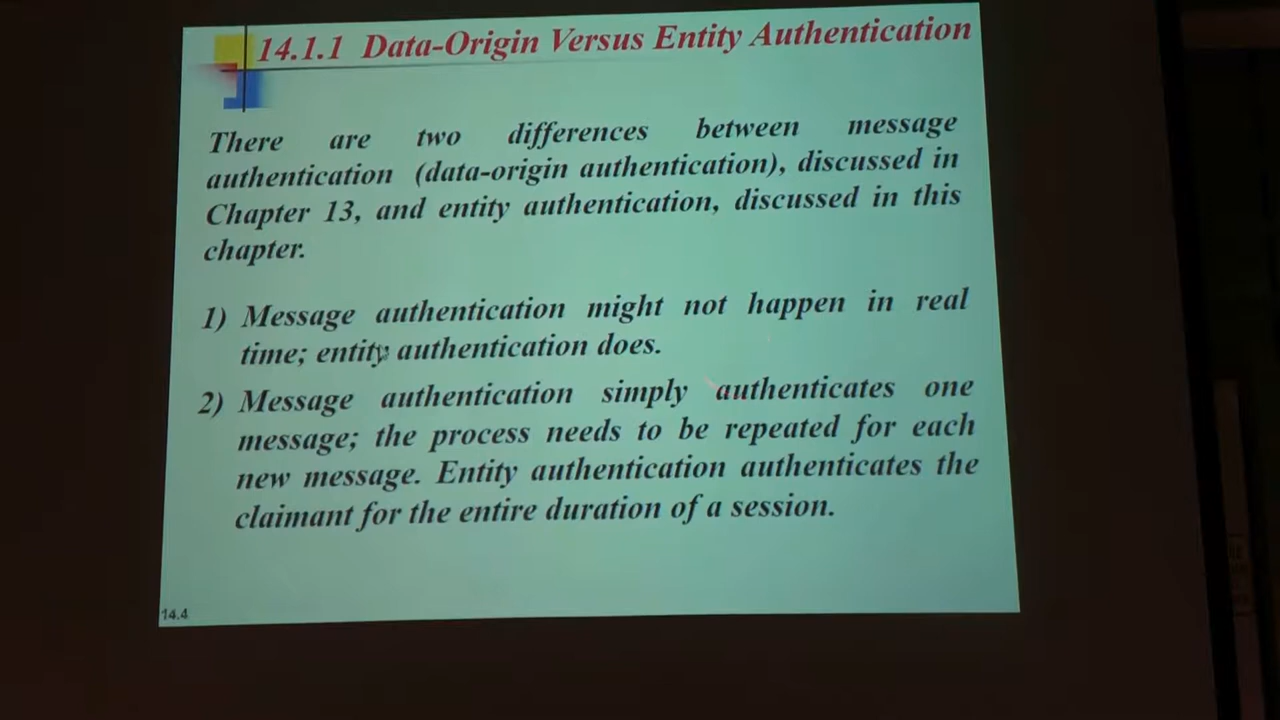 14.1.1 Data-Origin Versus Entity Authentication
There are two differences between message
authentication (data-origin authentication), discussed in
Chapter 13, and entity authentication, discussed in this
chapter.
1) Message authentication might not happen in real
time; entity authentication does.
2) Message authentication simply authenticates one
message; the process needs to be repeated for each
new message. Entity authentication authenticates the
claimant for the entire duration of a session.
14.4